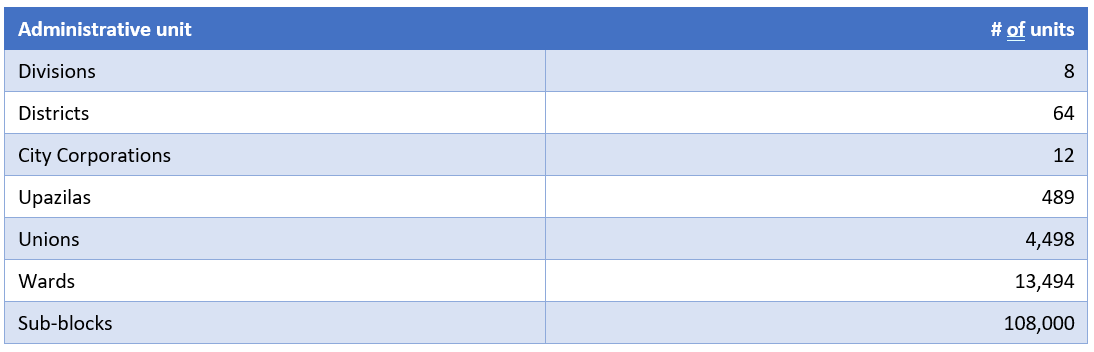 Administrative unit # of units
Divisions 8
Districts 64
City Corporations 12
Upazilas 489
Unions 4,498
Wards 13,494
Sub-blocks 108,000